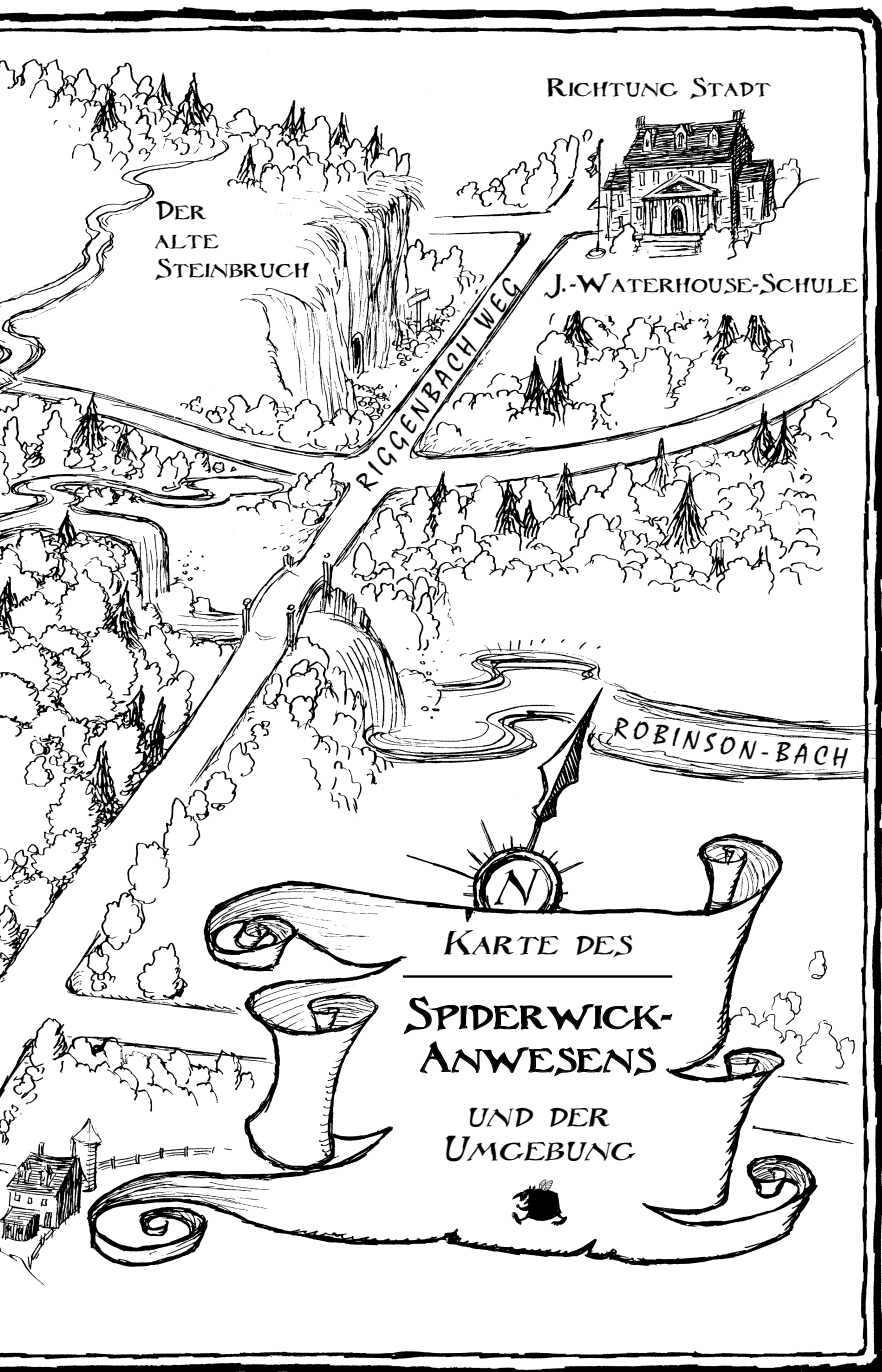 Richtung Stadt
Der
alte
Steinbruch
J.-Waterhouse-Schule
Riggenbach Weg
Robinson-Bach
N
Karte des
Spiderwick-
Anwesens
und der
Umgebung